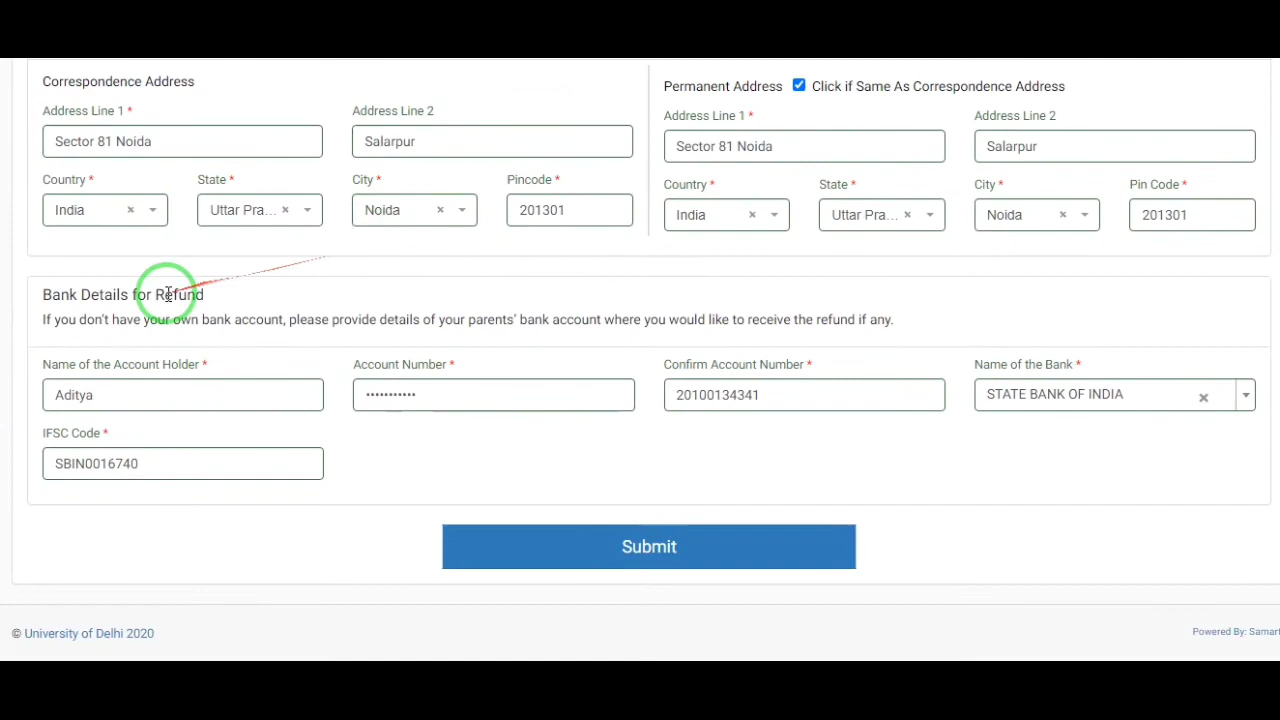 Correspondence Address
Address Line 1 *
Address Line 2
Sector 81 Noida
Salarpur
Country *
State *
City *
Pincode *
India × 
Uttar Pra... ×
Noida ×
201301
Permanent Address Click if Same As Correspondence Address
Address Line 1 *
Address Line 2
Sector 81 Noida
Salarpur
Country *
State *
City *
Pin Code *
India ×
Uttar Pra... ×
Noida ×
201301
Bank Details for Refund
If you don't have your own bank account, please provide details of your parents' bank account where you would like to receive the refund if any.
Name of the Account Holder *
Account Number *
Confirm Account Number *
Name of the Bank *
Aditya
•••••••••••
20100134341
STATE BANK OF INDIA ×
IFSC Code *
SBIN0016740
Submit
© University of Delhi 2020
Powered By: Samart